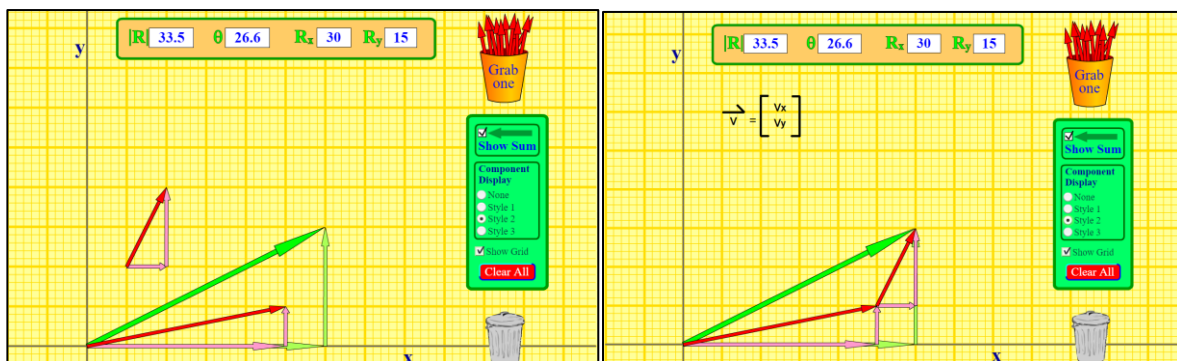 |R| 33.5 θ 26.6 Rx 30 Ry 15
y
Grab
one
Show Sum
Component
Display
None
Style 1
Style 2
Style 3
Show Grid
Clear All
x
|R| 33.5 θ 26.6 Rx 30 Ry 15
y
Grab
one
v = [ Vx
Vy ]
Show Sum
Component
Display
None
Style 1
Style 2
Style 3
Show Grid
Clear All
x